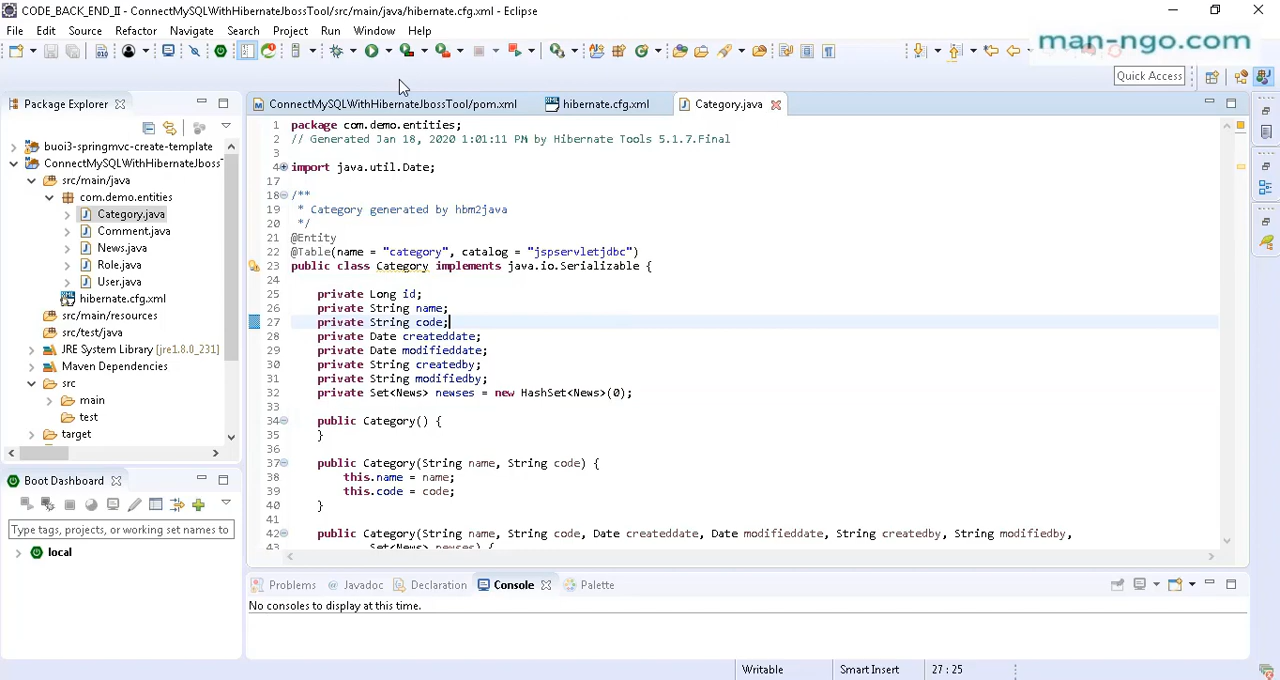 CODE_BACK_END_II - ConnectMySQLWithHibernateJbossTool/src/main/java/hibernate.cfg.xml - Eclipse
File Edit Source Refactor Navigate Search Project Run Window Help
man-ngo.com
Quick Access
Package Explorer
ConnectMySQLWithHibernateJbossTool/pom.xml
hibernate.cfg.xml
Category.java
buoi3-springmvc-create-template
ConnectMySQLWithHibernateJboss
src/main/java
com.demo.entities
Category.java
Comment.java
News.java
Role.java
User.java
hibernate.cfg.xml
src/main/resources
src/test/java
JRE System Library [jre1.8.0_231]
Maven Dependencies
src
main
test
target
Boot Dashboard
Type tags, projects, or working set names to
local
1 package com.demo.entities;
2 // Generated Jan 18, 2020 1:01:11 PM by Hibernate Tools 5.1.7.Final
3
4 import java.util.Date;
17
18 /**
19 * Category generated by hbm2java
20 */
21 @Entity
22 @Table(name = "category", catalog = "jspservletjdbc")
23 public class Category implements java.io.Serializable {
24
25 private Long id;
26 private String name;
27 private String code;
28 private Date createddate;
29 private Date modifieddate;
30 private String createdby;
31 private String modifiedby;
32 private Set<News> newses = new HashSet<News>(0);
33
34 public Category() {
35 }
36
37 public Category(String name, String code) {
38 this.name = name;
39 this.code = code;
40 }
41
42 public Category(String name, String code, Date createddate, Date modifieddate, String createdby, String modifiedby,
43 Set<News> newses) {
Problems Javadoc Declaration Console Palette
No consoles to display at this time.
Writable Smart Insert 27 : 25